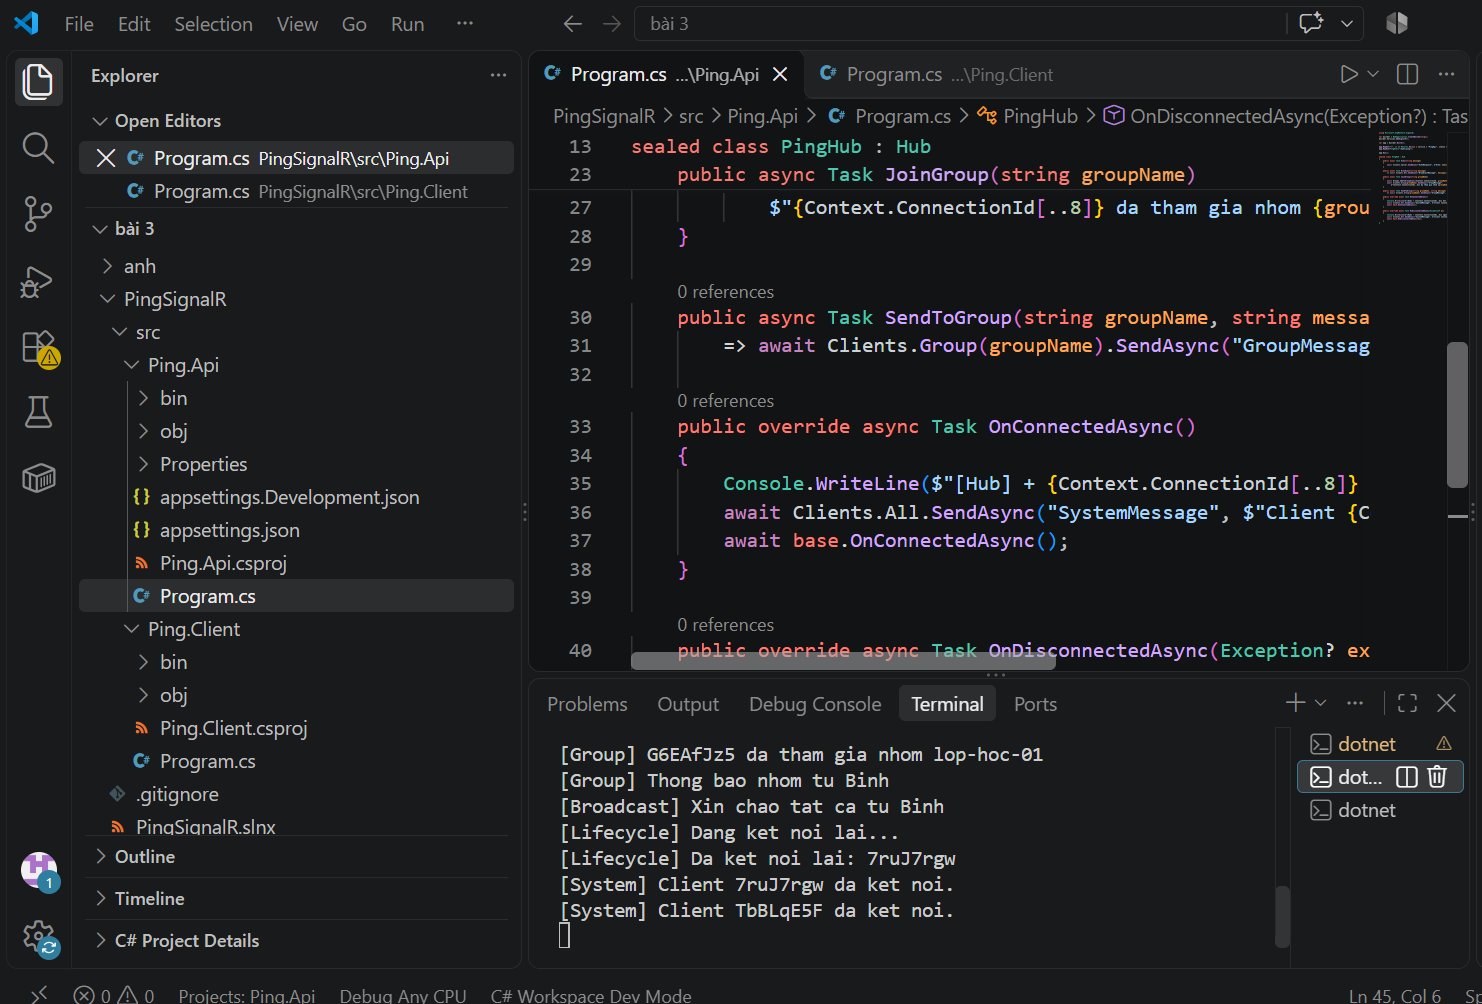 File Edit Selection View Go Run ··· bài 3
Explorer ···
Open Editors
Program.cs PingSignalR\src\Ping.Api
Program.cs PingSignalR\src\Ping.Client
bài 3
anh
PingSignalR
src
Ping.Api
bin
obj
Properties
{} appsettings.Development.json
{} appsettings.json
Ping.Api.csproj
C# Program.cs
Ping.Client
bin
obj
Ping.Client.csproj
C# Program.cs
.gitignore
PingSignalR.slnx
Outline
Timeline
C# Project Details
1
C# Program.cs ...\Ping.Api
C# Program.cs ...\Ping.Client
PingSignalR > src > Ping.Api > C# Program.cs > PingHub > OnDisconnectedAsync(Exception?) : Tas
13 sealed class PingHub : Hub
23 public async Task JoinGroup(string groupName)
27 $"{Context.ConnectionId[..8]} da tham gia nhom {grou
28 }
29
0 references
30 public async Task SendToGroup(string groupName, string messa
31 => await Clients.Group(groupName).SendAsync("GroupMessag
32
0 references
33 public override async Task OnConnectedAsync()
34 {
35 Console.WriteLine($"[Hub] + {Context.ConnectionId[..8]}
36 await Clients.All.SendAsync("SystemMessage", $"Client {C
37 await base.OnConnectedAsync();
38 }
39
0 references
40 public override async Task OnDisconnectedAsync(Exception? ex
Problems Output Debug Console Terminal Ports
[Group] G6EAfJz5 da tham gia nhom lop-hoc-01
[Group] Thong bao nhom tu Binh
[Broadcast] Xin chao tat ca tu Binh
[Lifecycle] Dang ket noi lai...
[Lifecycle] Da ket noi lai: 7ruJ7rgw
[System] Client 7ruJ7rgw da ket noi.
[System] Client TbBLqE5F da ket noi.
dotnet
dot...
dotnet
0 0 Projects: Ping.Api Debug Any CPU C# Workspace Dev Mode Ln 45, Col 6 Sp